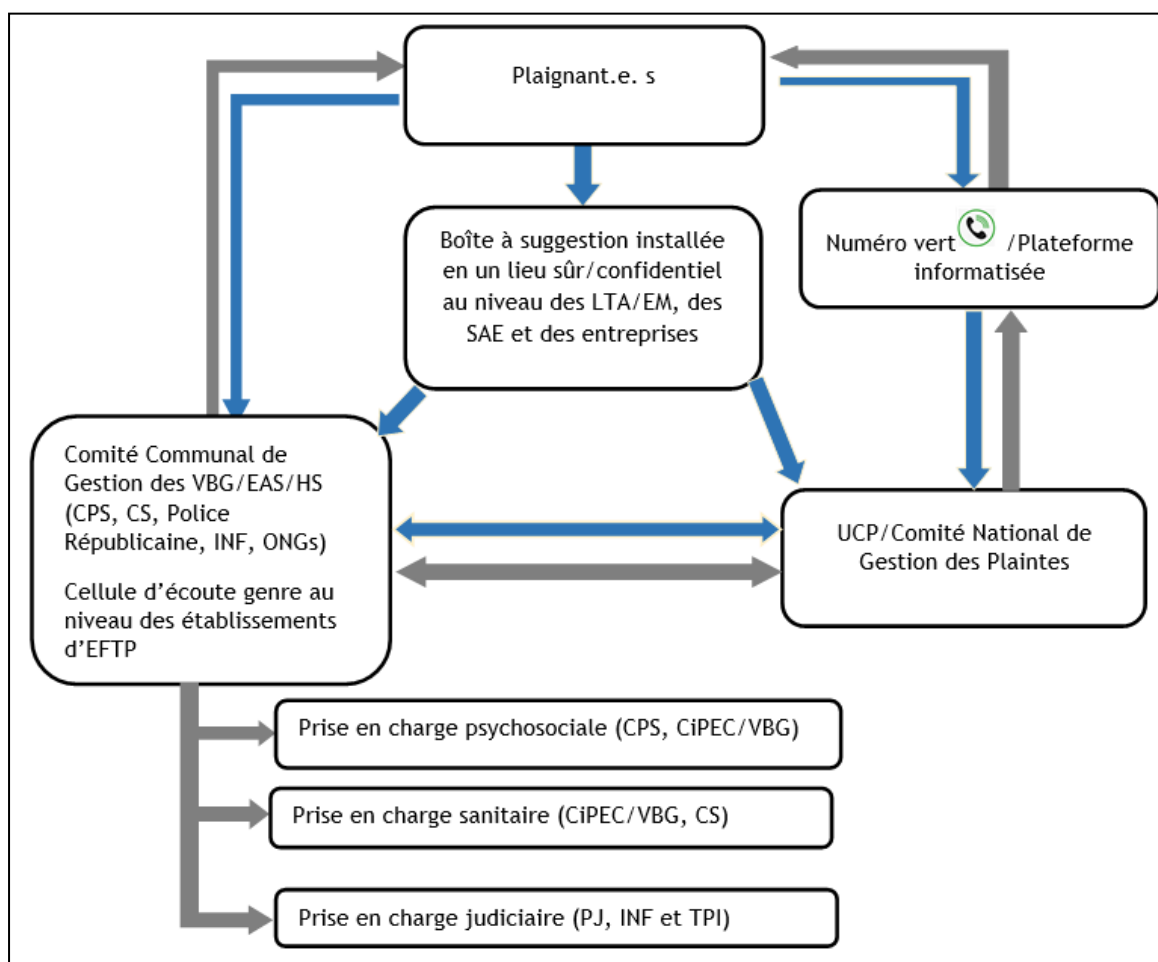 Plaignant.e. s
Boîte à suggestion installée
en un lieu sûr/confidentiel
au niveau des LTA/EM, des
SAE et des entreprises
Numéro vert /Plateforme
informatisée
Comité Communal de
Gestion des VBG/EAS/HS
(CPS, CS, Police
Républicaine, INF, ONGs)
Cellule d’écoute genre au
niveau des établissements
d’EFTP
UCP/Comité National de
Gestion des Plaintes
Prise en charge psychosociale (CPS, CiPEC/VBG)
Prise en charge sanitaire (CiPEC/VBG, CS)
Prise en charge judiciaire (PJ, INF et TPI)